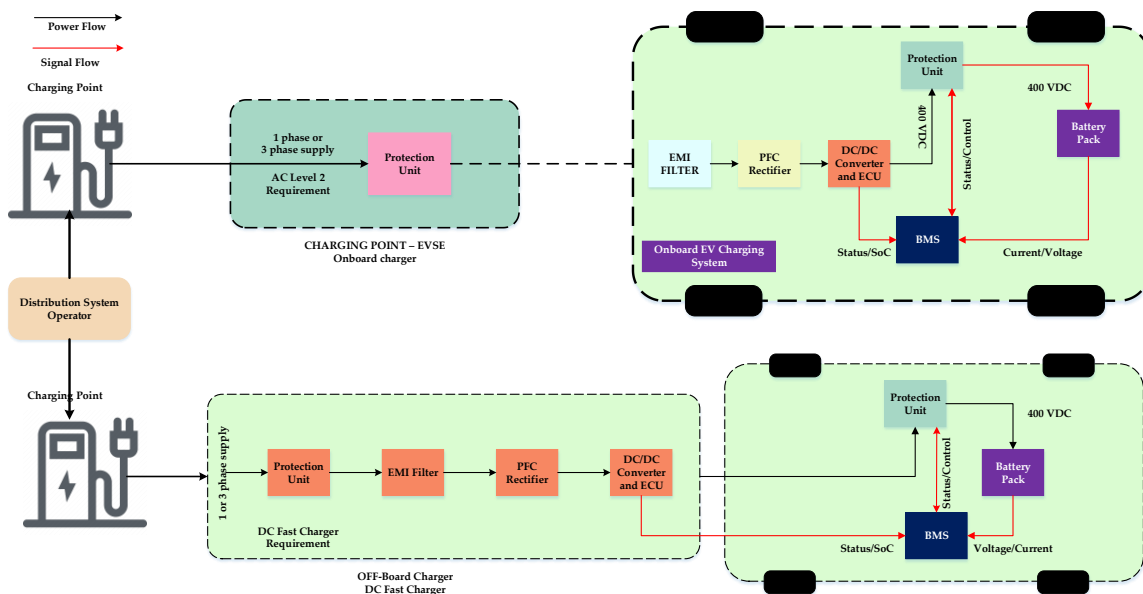 Power Flow
Signal Flow
Charging Point
1 phase or
3 phase supply
AC Level 2
Requirement
Protection
Unit
CHARGING POINT – EVSE
Onboard charger
EMI
FILTER
PFC
Rectifier
DC/DC
Converter
and ECU
400 VDC
Protection
Unit
Status/Control
400 VDC
Battery
Pack
BMS
Status/SoC
Current/Voltage
Onboard EV Charging
System
Distribution System
Operator
Charging Point
1 or 3 phase supply
Protection
Unit
EMI Filter
PFC
Rectifier
DC/DC
Converter
and ECU
DC Fast Charger
Requirement
OFF-Board Charger
DC Fast Charger
Protection
Unit
400 VDC
Status/Control
Battery
Pack
BMS
Status/SoC
Voltage/Current